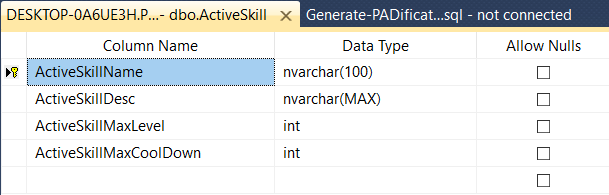 DESKTOP-0A6UE3H.P...- dbo.ActiveSkill Generate-PADificat...sql - not connected
Column Name Data Type Allow Nulls
ActiveSkillName nvarchar(100)
ActiveSkillDesc nvarchar(MAX)
ActiveSkillMaxLevel int
ActiveSkillMaxCoolDown int